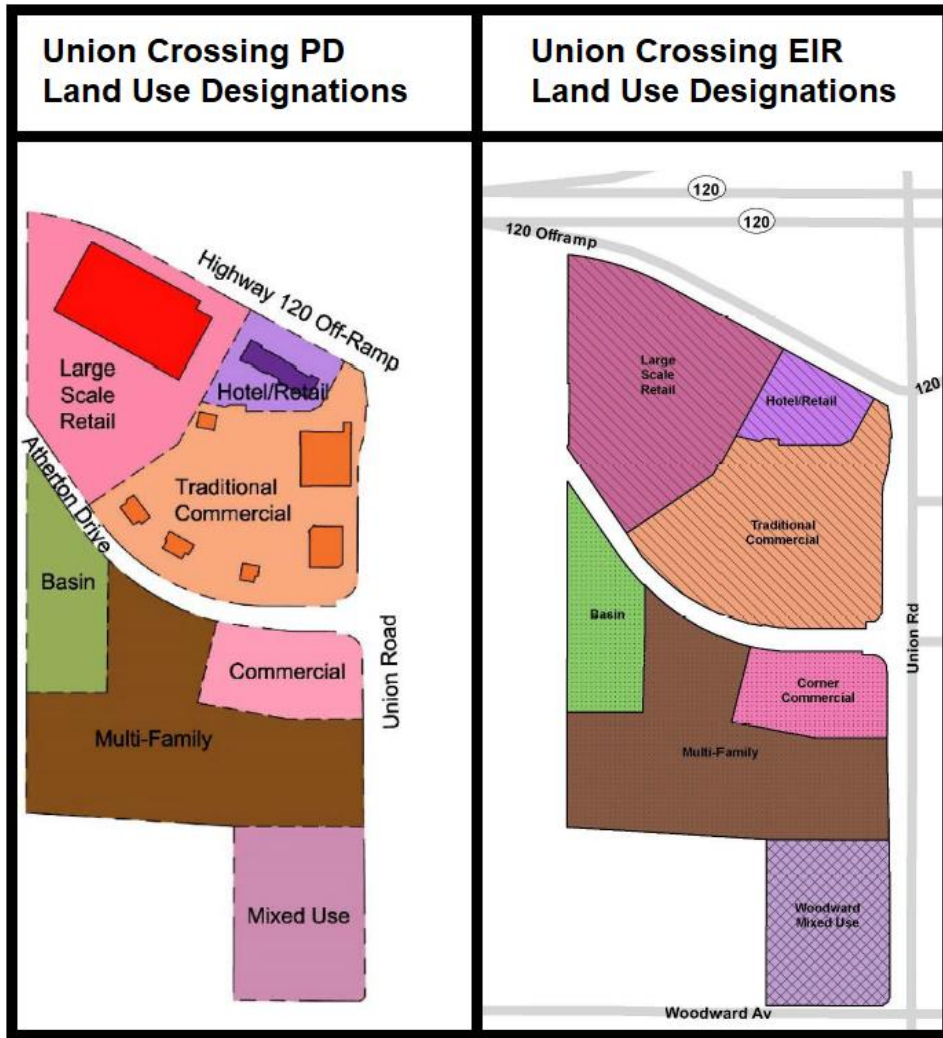 Union Crossing PD
Land Use Designations
Highway 120 Off-Ramp
Large
Scale
Retail
Hotel/Retail
Atherton Drive
Traditional
Commercial
Basin
Commercial
Union Road
Multi-Family
Mixed Use
Union Crossing EIR
Land Use Designations
120
120
120 Offramp
Large
Scale
Retail
120
Hotel/Retail
Traditional
Commercial
Basin
Union Rd
Corner
Commercial
Multi-Family
Woodward
Mixed Use
Woodward Av